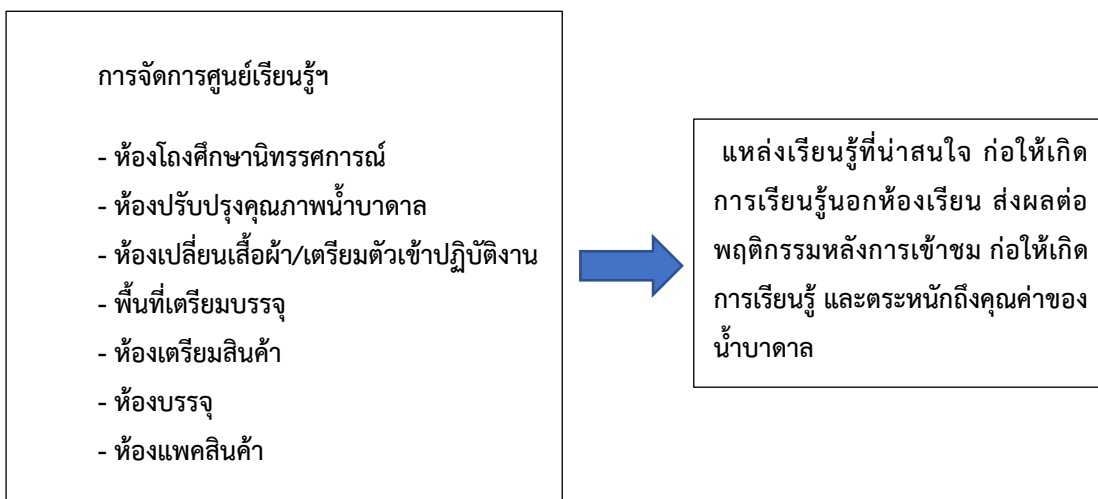 การจัดการศูนย์เรียนรู้ฯ
- ห้องโถงศึกษานิทรรศการณ์
- ห้องปรับปรุงคุณภาพน้ำบาดาล
- ห้องเปลี่ยนเสื้อผ้า/เตรียมตัวเข้าปฏิบัติงาน
- พื้นที่เตรียมบรรจุ
- ห้องเตรียมสินค้า
- ห้องบรรจุ
- ห้องแพคสินค้า
แหล่งเรียนรู้ที่น่าสนใจ ก่อให้เกิด
การเรียนรู้นอกห้องเรียน ส่งผลต่อ
พฤติกรรมหลังการเข้าชม ก่อให้เกิด
การเรียนรู้ และตระหนักถึงคุณค่าของ
น้ำบาดาล